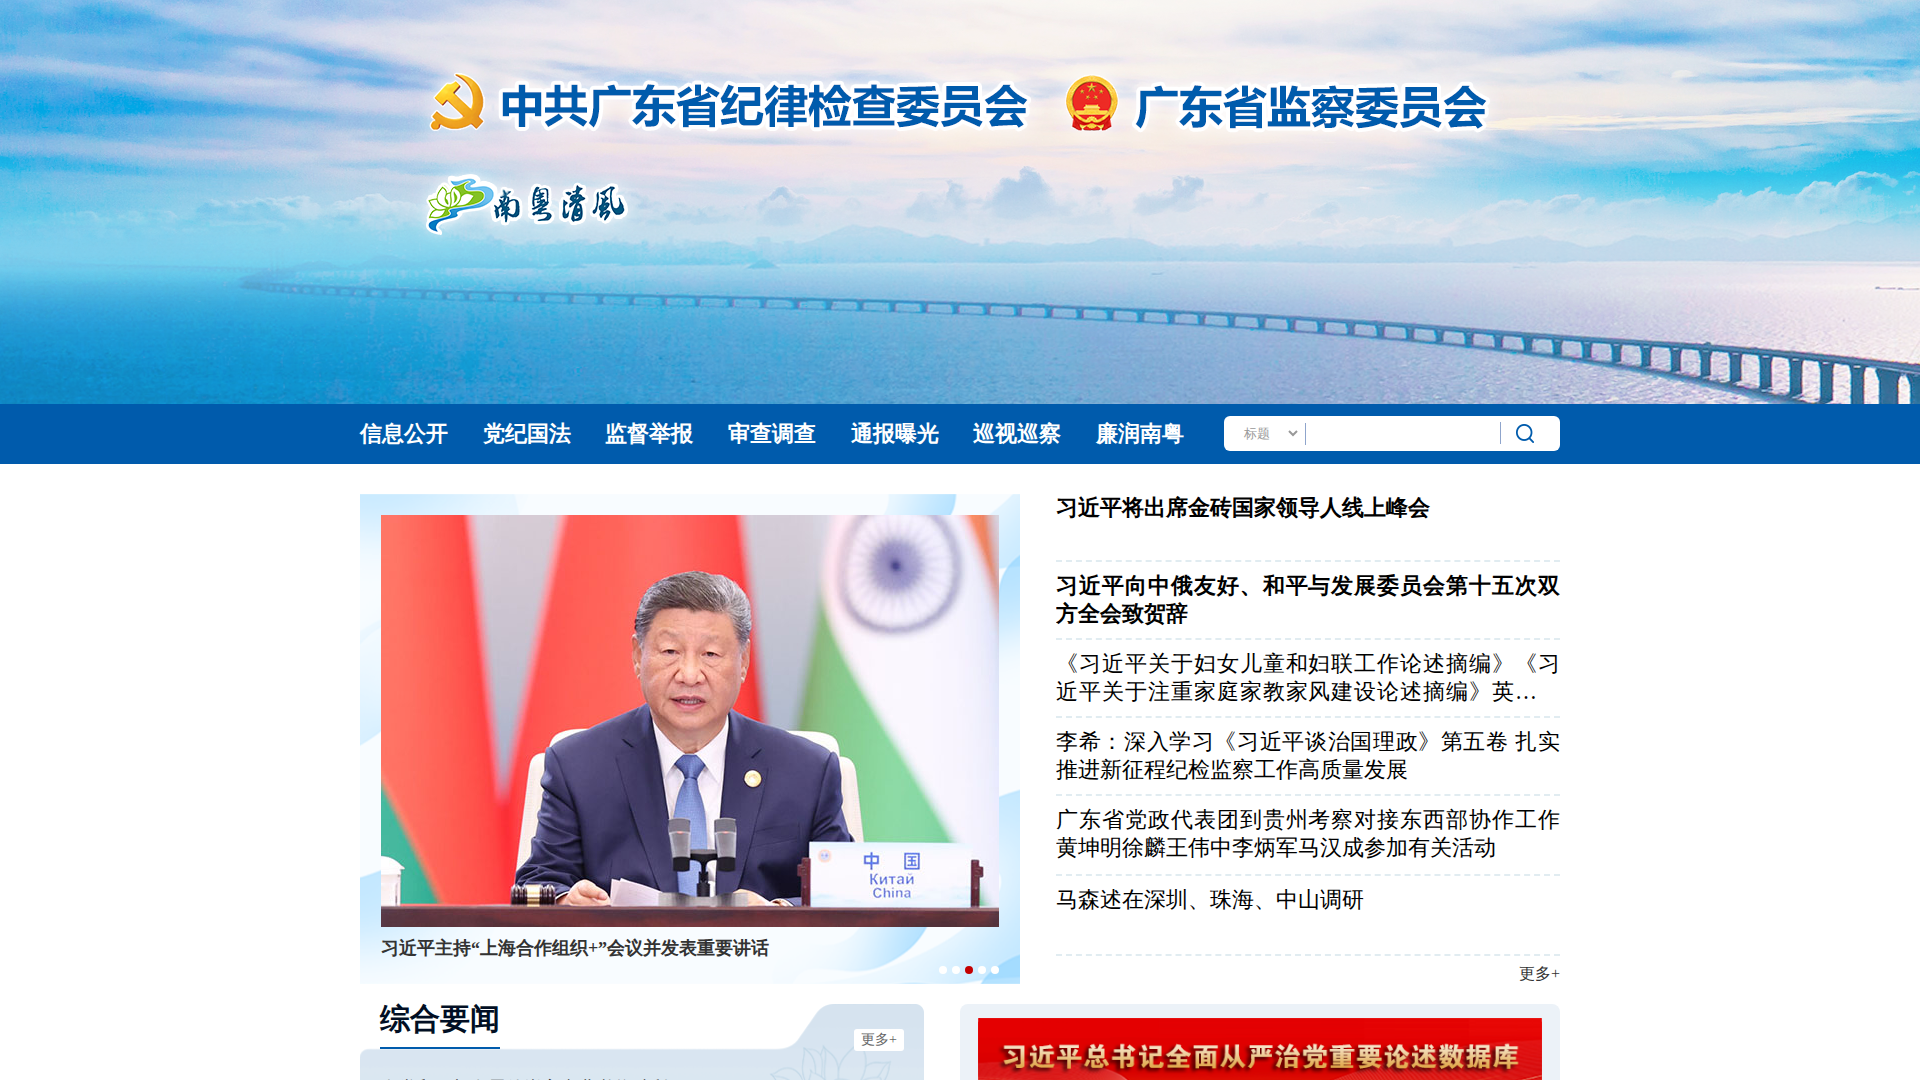 中共广东省纪律检查委员会 广东省监察委员会
南粤清風
信息公开 党纪国法 监督举报 审查调查 通报曝光 巡视巡察 廉润南粤 标题
中 国
Китай
China
习近平主持“上海合作组织+”会议并发表重要讲话
习近平将出席金砖国家领导人线上峰会
习近平向中俄友好、和平与发展委员会第十五次双
方全会致贺辞
《习近平关于妇女儿童和妇联工作论述摘编》《习
近平关于注重家庭家教家风建设论述摘编》英…
李希：深入学习《习近平谈治国理政》第五卷 扎实
推进新征程纪检监察工作高质量发展
广东省党政代表团到贵州考察对接东西部协作工作
黄坤明徐麟王伟中李炳军马汉成参加有关活动
马森述在深圳、珠海、中山调研
更多+
综合要闻
更多+
习近平总书记全面从严治党重要论述数据库